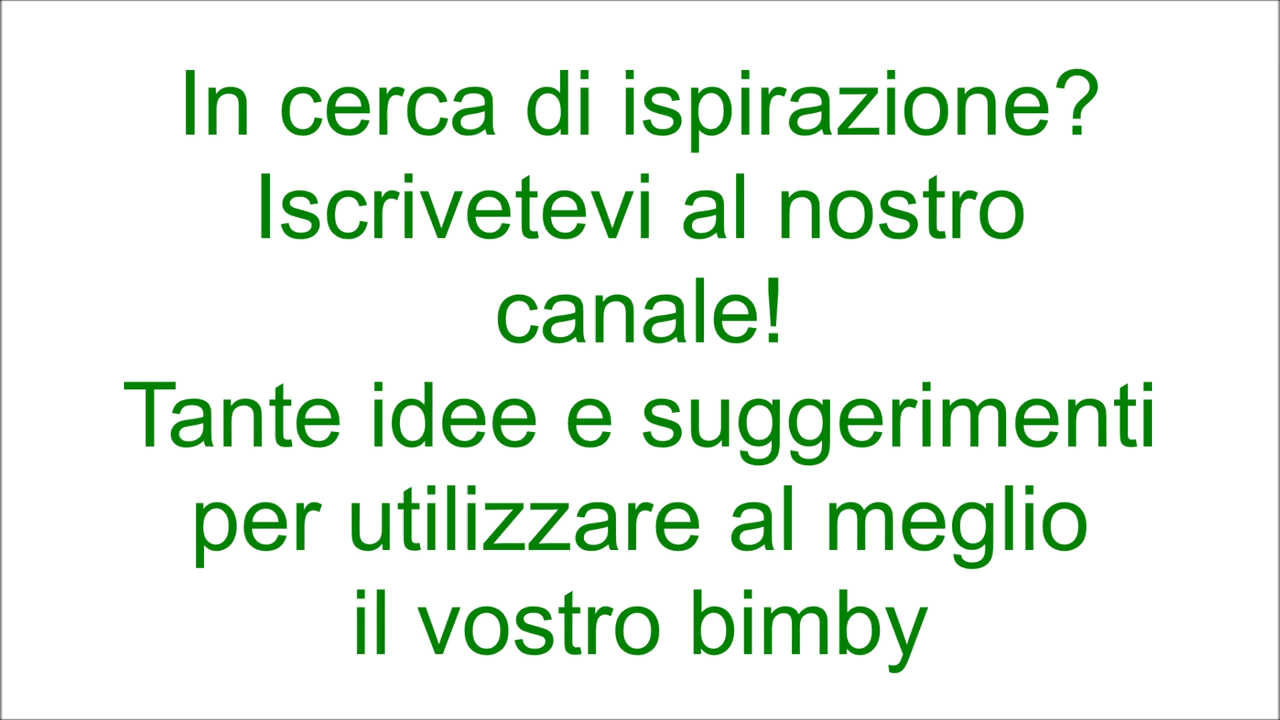 In cerca di ispirazione?
Iscrivetevi al nostro
canale!
Tante idee e suggerimenti
per utilizzare al meglio
il vostro bimby